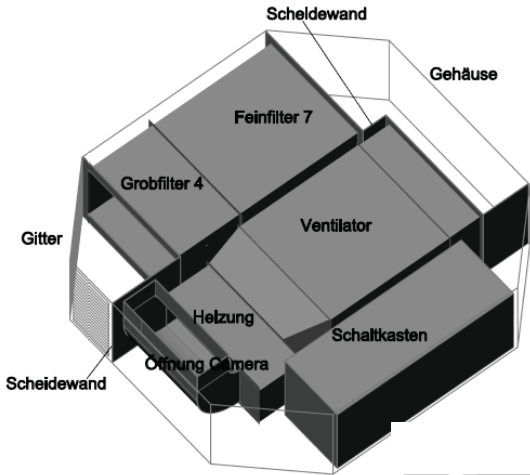 Scheidewand
Gehäuse
Feinfilter 7
Grobfilter 4
Ventilator
Gitter
Heizung
Schaltkasten
Öffnung Camera
Scheidewand